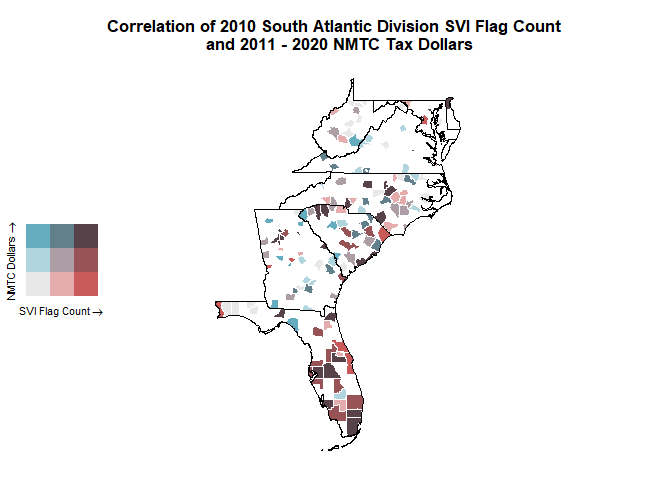 Correlation of 2010 South Atlantic Division SVI Flag Count
and 2011 - 2020 NMTC Tax Dollars
NMTC Dollars →
SVI Flag Count →